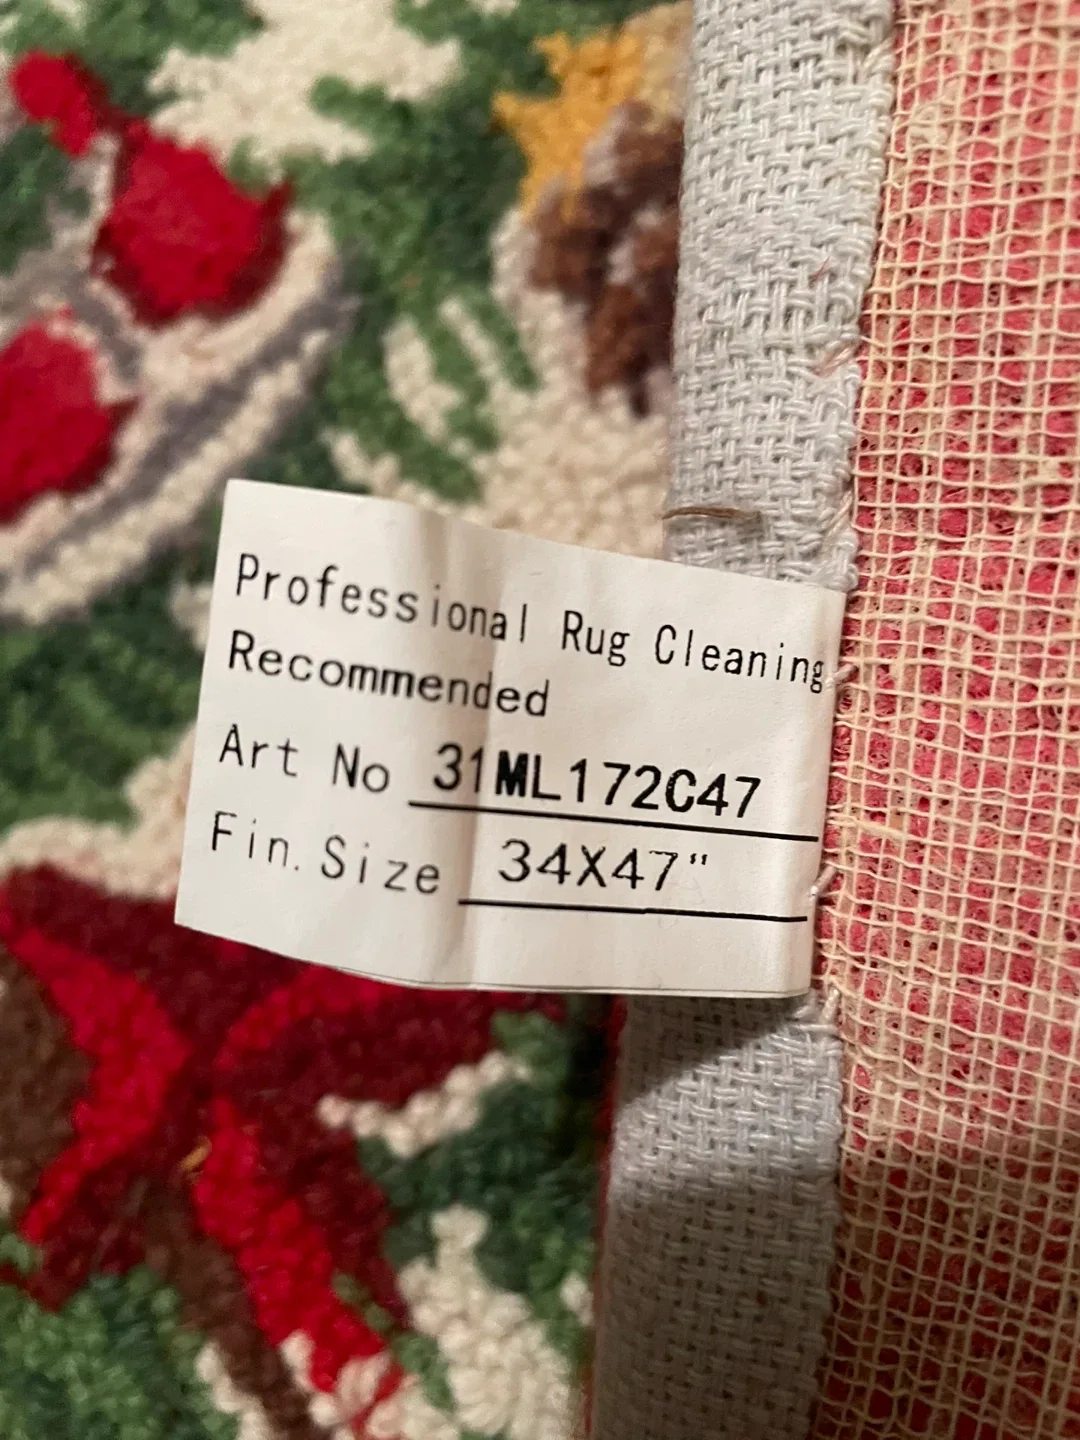 Professional Rug Cleaning
Recommended
Art No 31ML172C47
Fin. Size 34X47"